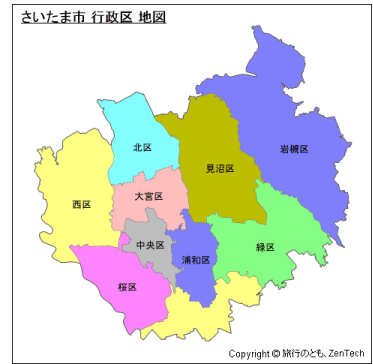 さいたま市 行政区 地図
岩槻区
北区
見沼区
大宮区
西区
中央区
緑区
浦和区
桜区
Copyright © 旅行のとも、ZenTech